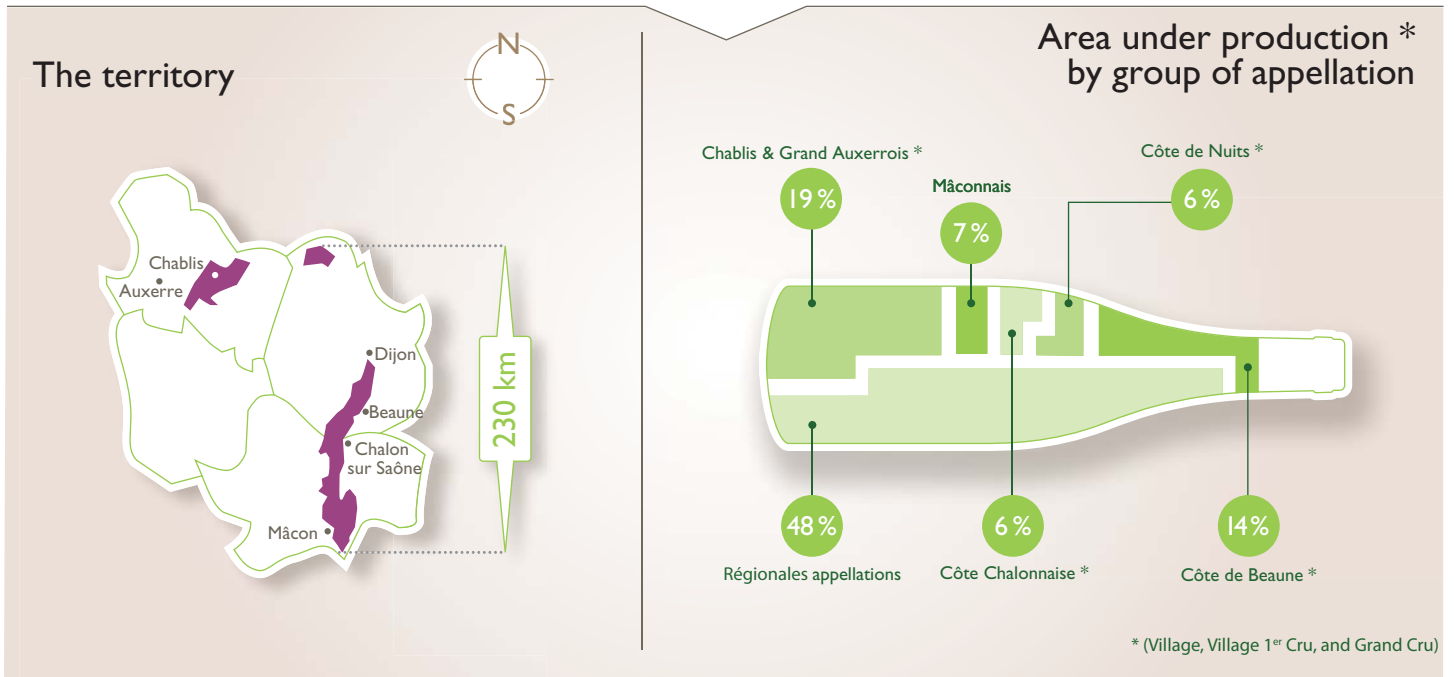 The territory
N
S
Chablis
Auxerre
Dijon
Beaune
Chalon
sur Saône
Mâcon
230 km
Area under production *
by group of appellation
Chablis & Grand Auxerrois *
19 %
Mâconnais
7 %
Côte de Nuits *
6 %
48 %
Régionales appellations
6 %
Côte Chalonnaise *
14 %
Côte de Beaune *
* (Village, Village 1er Cru, and Grand Cru)